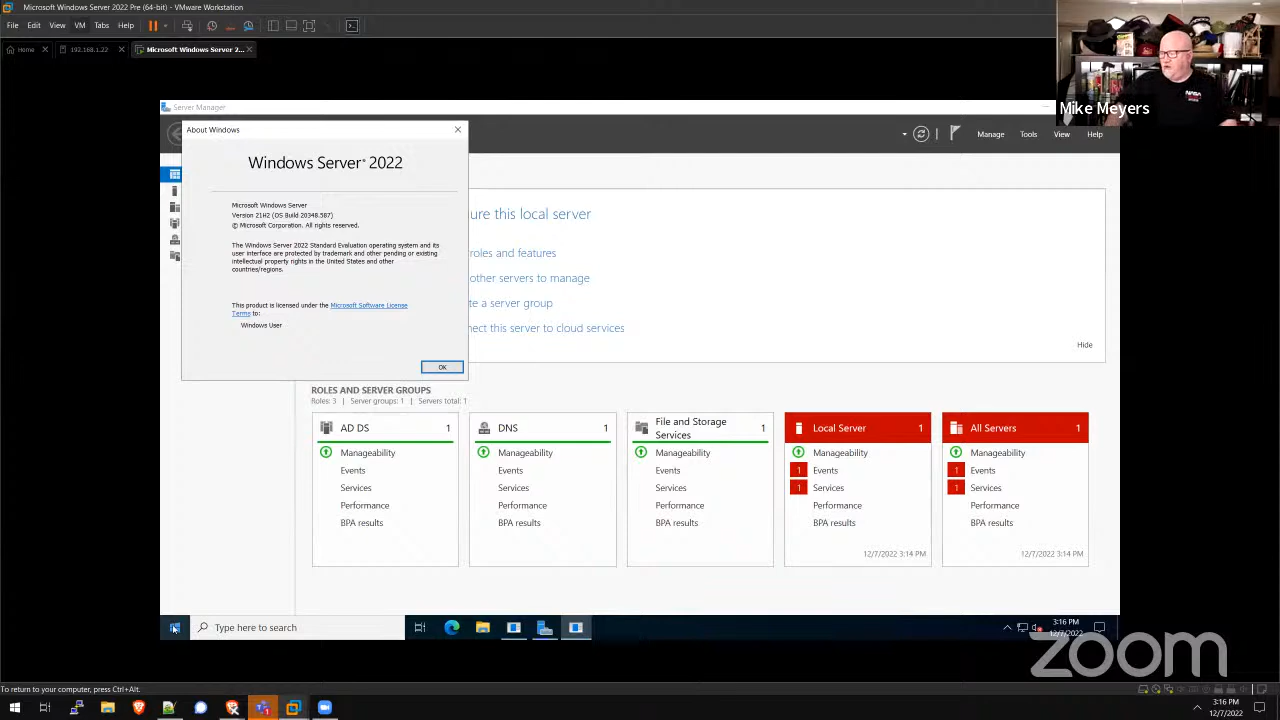 Microsoft Windows Server 2022 Pre (64-bit) - VMware Workstation
File Edit View VM Tabs Help
Home
192.168.1.22
Microsoft Windows Server 2...
Mike Meyers
Server Manager
Manage Tools View Help
About Windows
Windows Server® 2022
Microsoft Windows Server
Version 21H2 (OS Build 20348.587)
© Microsoft Corporation. All rights reserved.
The Windows Server 2022 Standard Evaluation operating system and its
user interface are protected by trademark and other pending or existing
intellectual property rights in the United States and other
countries/regions.
This product is licensed under the Microsoft Software License
Terms to:
Windows User
OK
ure this local server
roles and features
other servers to manage
te a server group
nect this server to cloud services
Hide
ROLES AND SERVER GROUPS
Roles: 3 | Server groups: 1 | Servers total: 1
AD DS 1
Manageability
Events
Services
Performance
BPA results
DNS 1
Manageability
Events
Services
Performance
BPA results
File and Storage
Services 1
Manageability
Events
Services
Performance
BPA results
Local Server 1
Manageability
1 Events
1 Services
Performance
BPA results
12/7/2022 3:14 PM
All Servers 1
Manageability
1 Events
1 Services
Performance
BPA results
12/7/2022 3:14 PM
Type here to search
3:16 PM
12/7/2022
zoom
To return to your computer, press Ctrl+Alt.
3:16 PM
12/7/2022